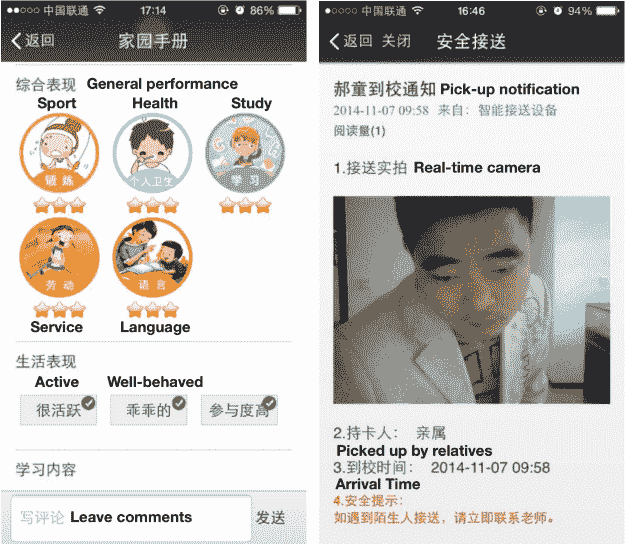 中国联通 17:14 86%
返回 家园手册
综合表现 General performance
Sport Health Study
锻炼 个人卫生 学习
劳动 语言
Service Language
生活表现
Active Well-behaved
很活跃 乖乖的 参与度高
学习内容
写评论 Leave comments 发送
中国联通 16:46 94%
返回 关闭 安全接送
郝童到校通知 Pick-up notification
2014-11-07 09:58 来自: 智能接送设备
阅读量(1)
1.接送实拍 Real-time camera
2.持卡人: 亲属
Picked up by relatives
3.到校时间: 2014-11-07 09:58
Arrival Time
4.安全提示:
如遇到陌生人接送，请立即联系老师。